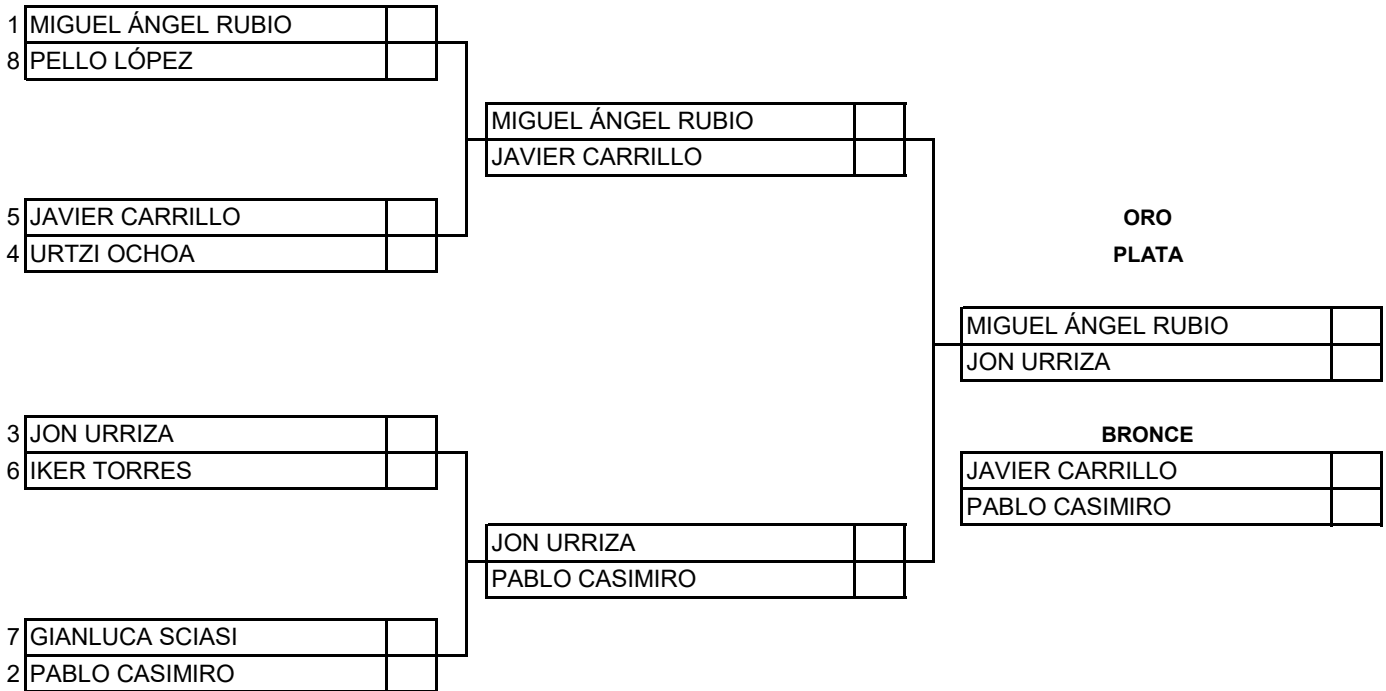 1 MIGUEL ÁNGEL RUBIO
8 PELLO LÓPEZ
MIGUEL ÁNGEL RUBIO
JAVIER CARRILLO
5 JAVIER CARRILLO
4 URTZI OCHOA
ORO
PLATA
MIGUEL ÁNGEL RUBIO
JON URRIZA
3 JON URRIZA
6 IKER TORRES
BRONCE
JAVIER CARRILLO
PABLO CASIMIRO
JON URRIZA
PABLO CASIMIRO
7 GIANLUCA SCIASI
2 PABLO CASIMIRO